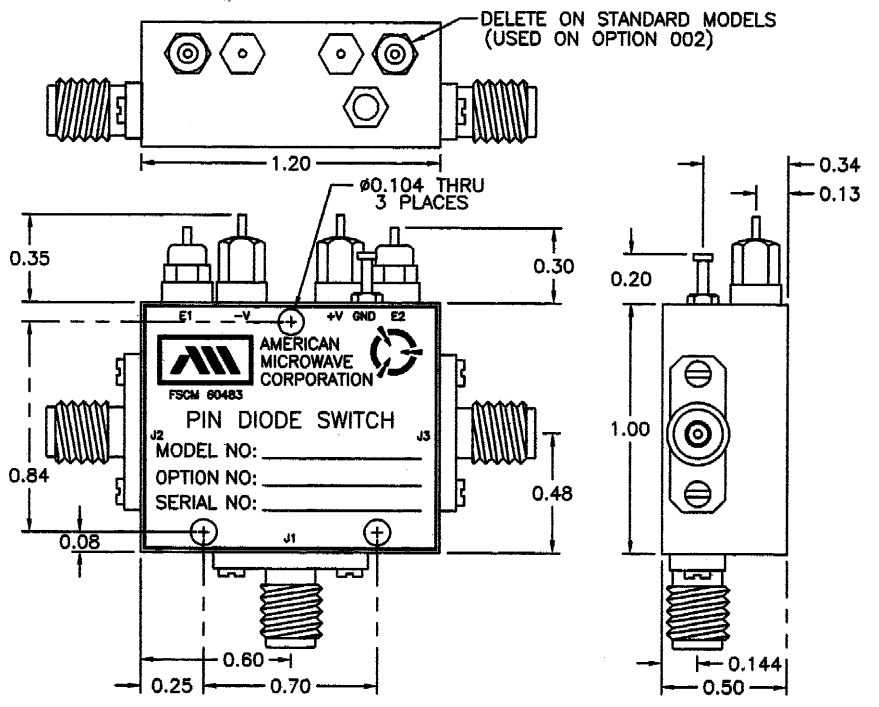 DELETE ON STANDARD MODELS
(USED ON OPTION 002)
1.20
ø0.104 THRU
3 PLACES
0.34
0.13
0.35
0.30
0.20
E1
-V
+V
GND
E2
AMERICAN
MICROWAVE
CORPORATION
FSCM 60483
PIN DIODE SWITCH
J2
J3
MODEL NO:
OPTION NO:
SERIAL NO:
J1
0.84
0.08
1.00
0.48
0.60
0.25
0.70
0.144
0.50